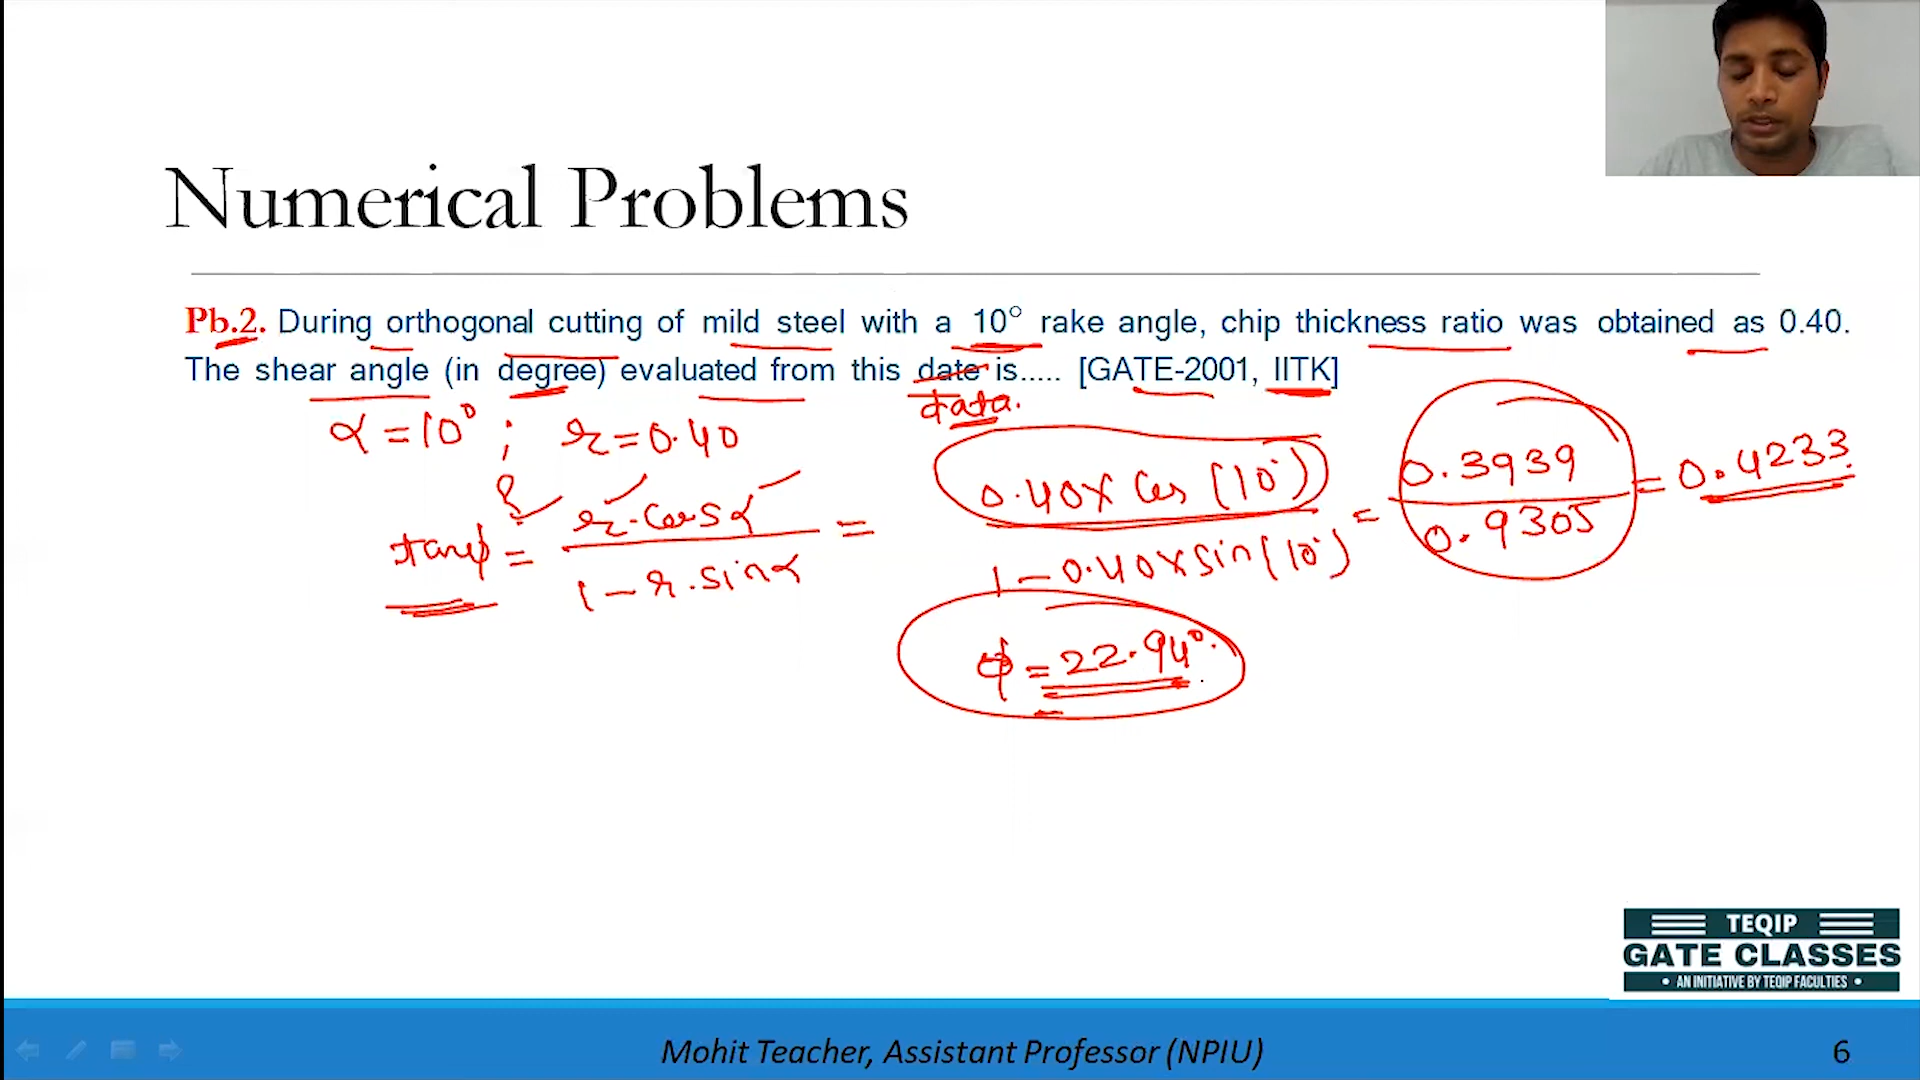 Numerical Problems
Pb.2. During orthogonal cutting of mild steel with a 10° rake angle, chip thickness ratio was obtained as 0.40.
The shear angle (in degree) evaluated from this date is..... [GATE-2001, IITK]
data.
α = 10° ; r = 0.40
?
tanφ = r.cosα / 1 - r.sinα = 0.40 x Cos (10°) / 1 - 0.40 x sin(10°) = 0.3939 / 0.9305 = 0.4233
φ = 22.94°.
TEQIP
GATE CLASSES
• AN INITIATIVE BY TEQIP FACULTIES •
Mohit Teacher, Assistant Professor (NPIU)
6